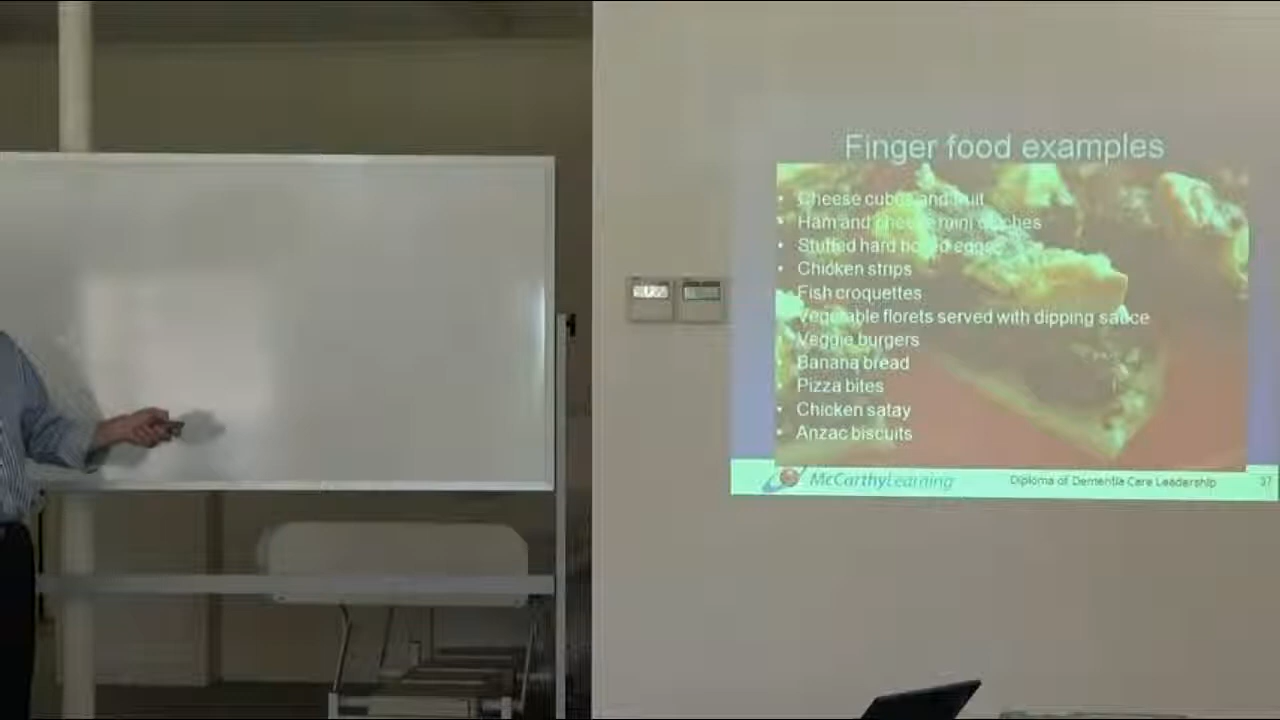 Finger food examples
• Cheese cubes and fruit
• Ham and cheese mini quiches
• Stuffed hard boiled eggs
• Chicken strips
• Fish croquettes
• Vegetable florets served with dipping sauce
• Veggie burgers
• Banana bread
• Pizza bites
• Chicken satay
• Anzac biscuits
McCarthyLearning
Diploma of Dementia Care Leadership
37